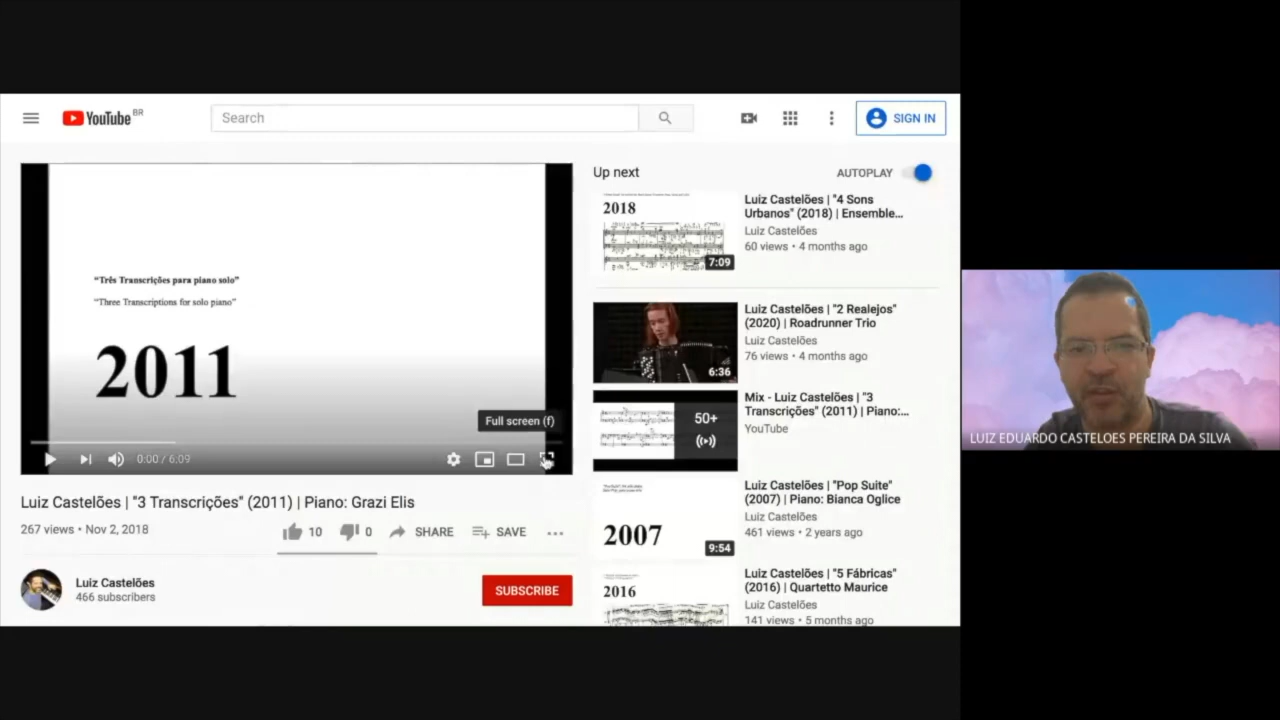 YouTube BR
Search
SIGN IN
"Três Transcrições para piano solo"
"Three Transcriptions for solo piano"
2011
Full screen (f)
0:00 / 6:09
Luiz Castelões | "3 Transcrições" (2011) | Piano: Grazi Elis
267 views • Nov 2, 2018
10
0
SHARE
SAVE
Luiz Castelões
466 subscribers
SUBSCRIBE
Up next
AUTOPLAY
2018
7:09
Luiz Castelões | "4 Sons
Urbanos" (2018) | Ensemble...
Luiz Castelões
60 views • 4 months ago
6:36
Luiz Castelões | "2 Realejos"
(2020) | Roadrunner Trio
Luiz Castelões
76 views • 4 months ago
50+
Mix - Luiz Castelões | "3
Transcrições" (2011) | Piano:...
YouTube
2007
9:54
Luiz Castelões | "Pop Suite"
(2007) | Piano: Bianca Oglice
Luiz Castelões
461 views • 2 years ago
2016
Luiz Castelões | "5 Fábricas"
(2016) | Quartetto Maurice
Luiz Castelões
141 views • 5 months ago
LUIZ EDUARDO CASTELOES PEREIRA DA SILVA